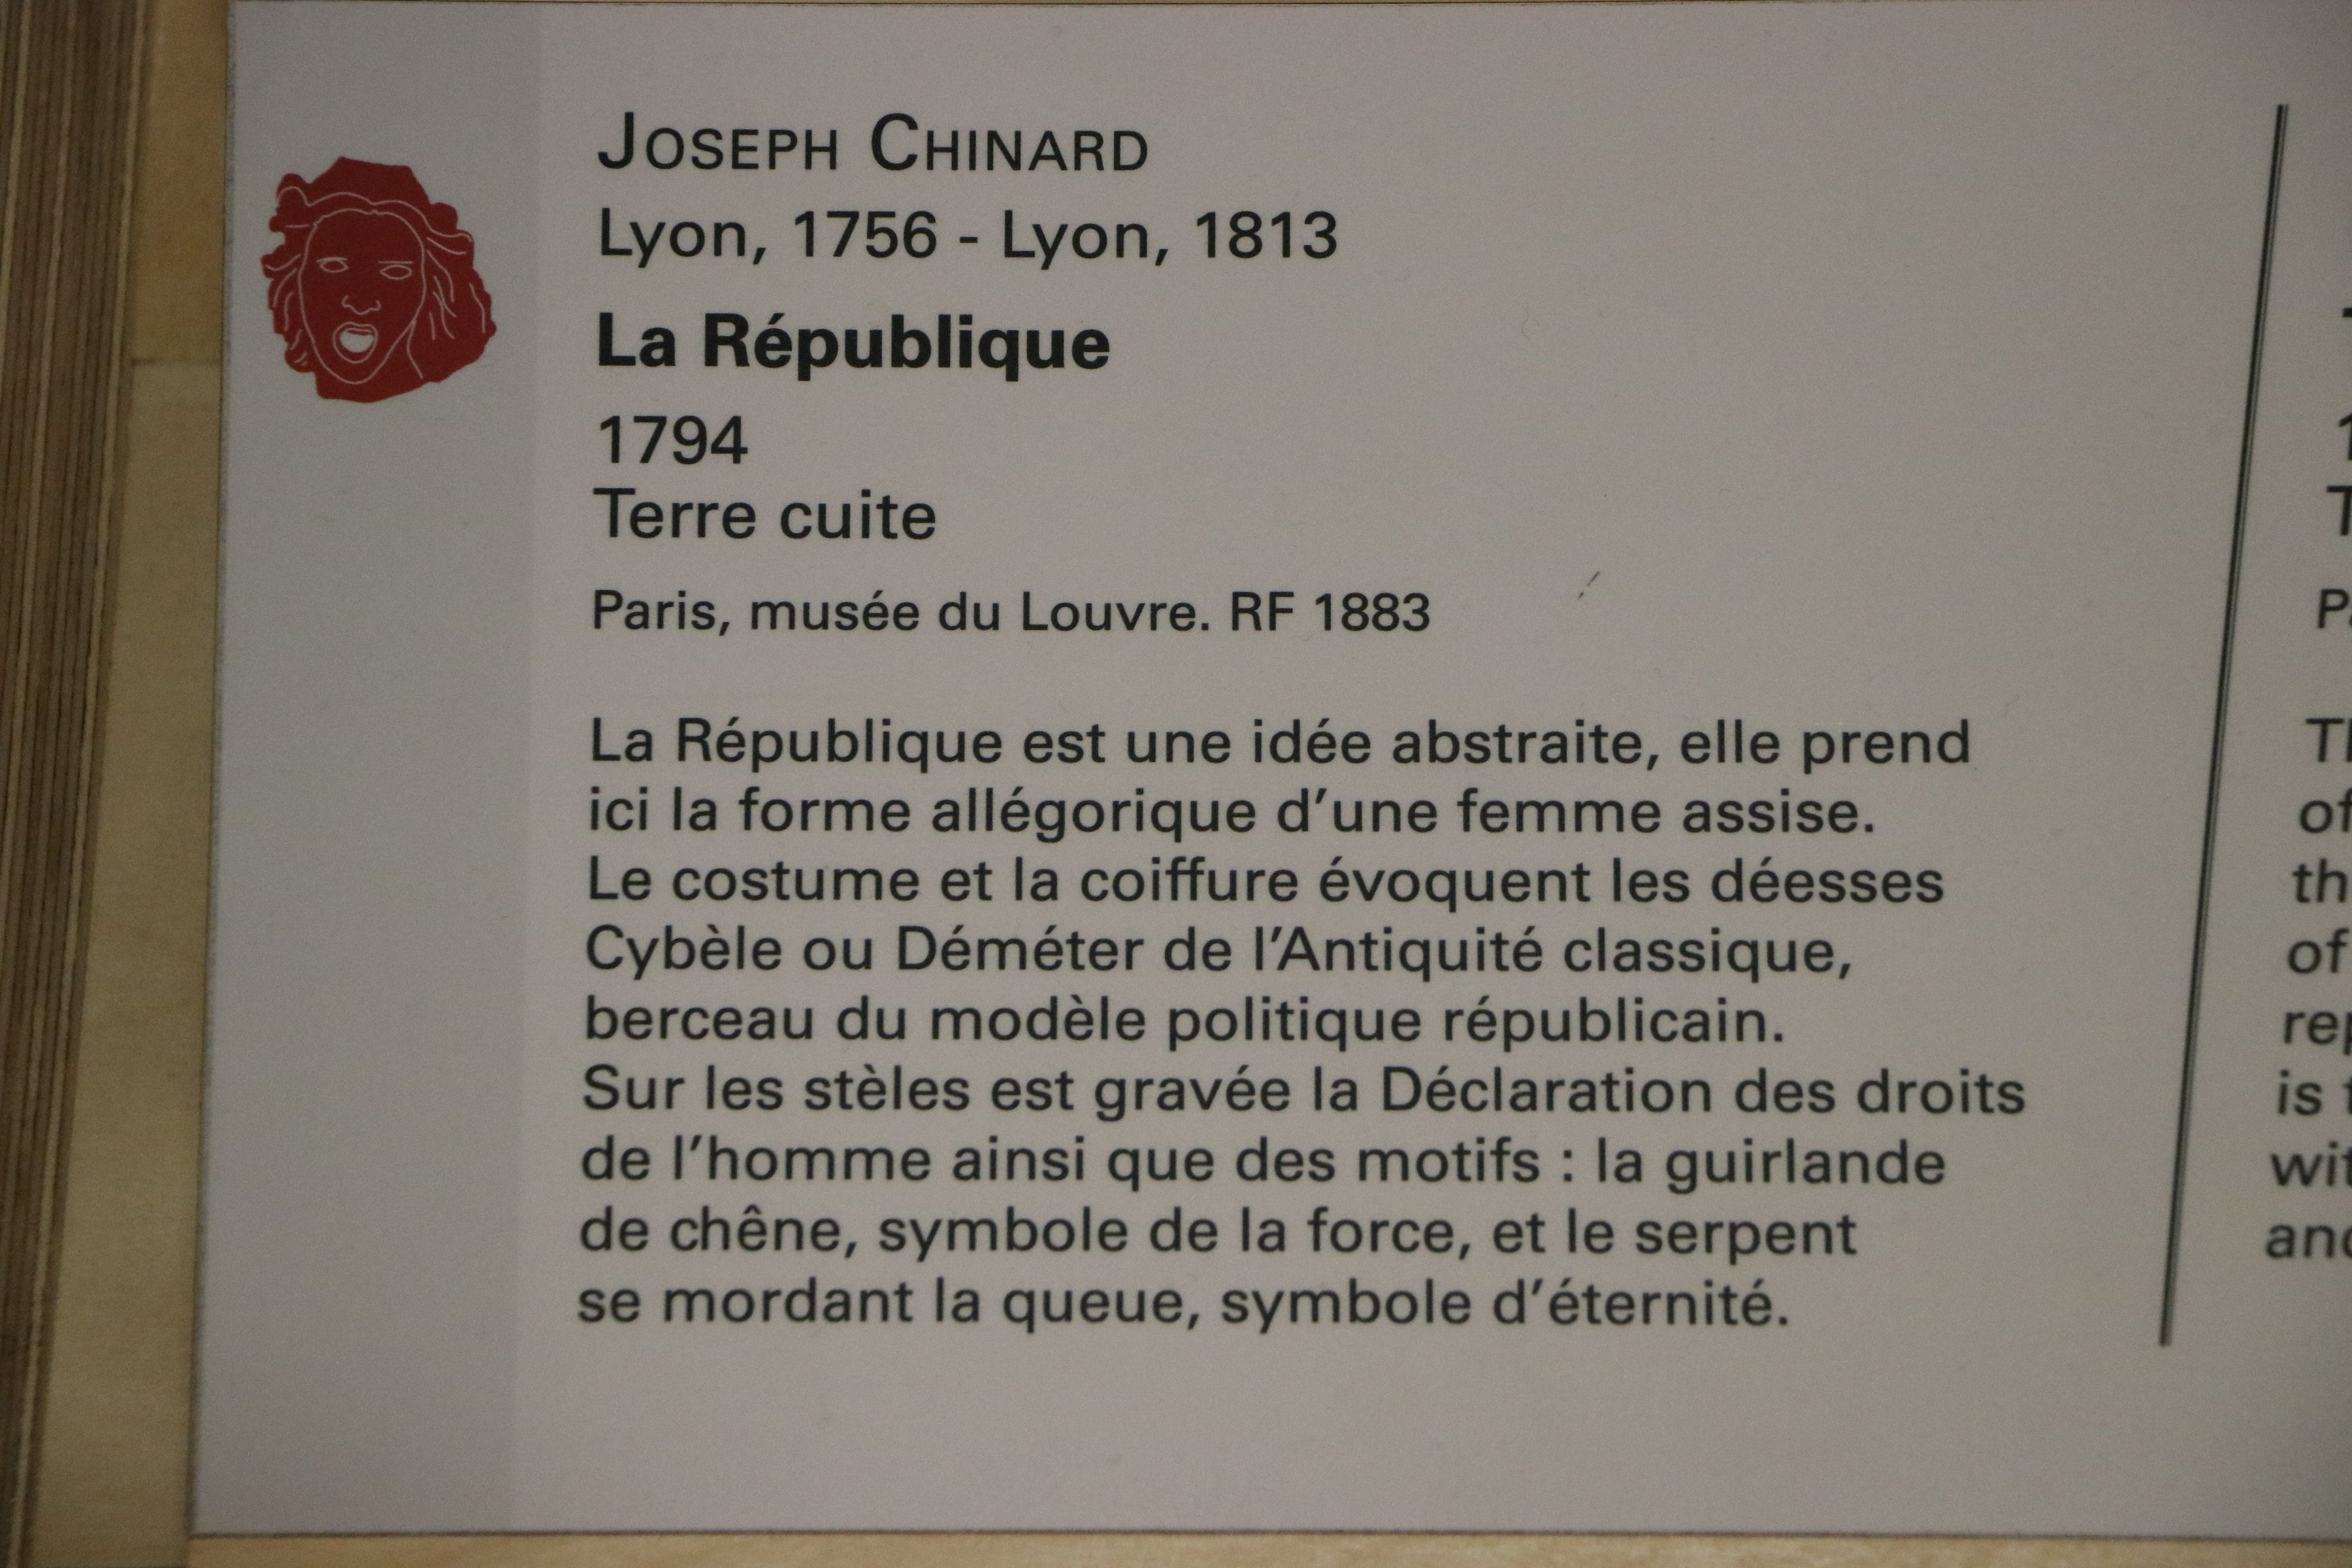 JOSEPH CHINARD
Lyon, 1756 - Lyon, 1813
La République
1794
Terre cuite
Paris, musée du Louvre. RF 1883
La République est une idée abstraite, elle prend
ici la forme allégorique d'une femme assise.
Le costume et la coiffure évoquent les déesses
Cybèle ou Déméter de l'Antiquité classique,
berceau du modèle politique républicain.
Sur les stèles est gravée la Déclaration des droits
de l'homme ainsi que des motifs : la guirlande
de chêne, symbole de la force, et le serpent
se mordant la queue, symbole d'éternité.
of
of
is